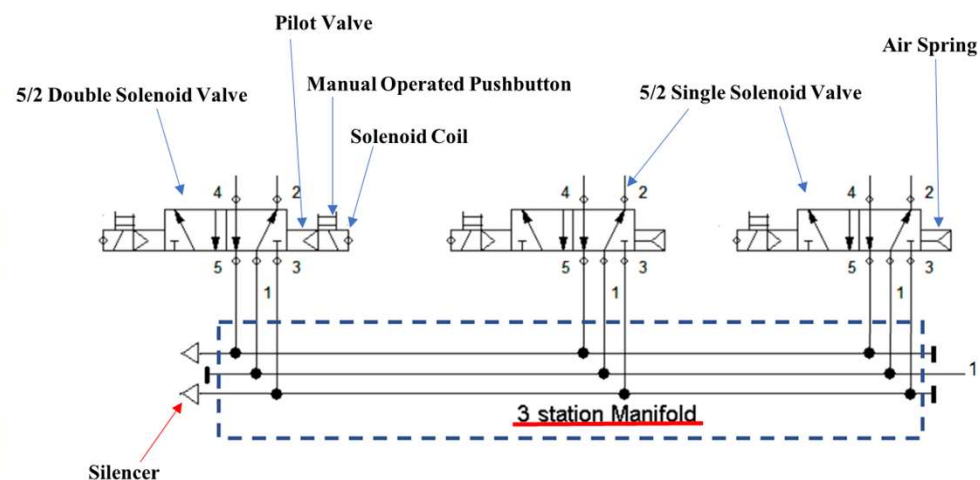 Pilot Valve
Air Spring
5/2 Double Solenoid Valve
Manual Operated Pushbutton
5/2 Single Solenoid Valve
Solenoid Coil
4 2 4 2 4 2
5 3 5 3 5 3
1 1 1
1
3 station Manifold
Silencer